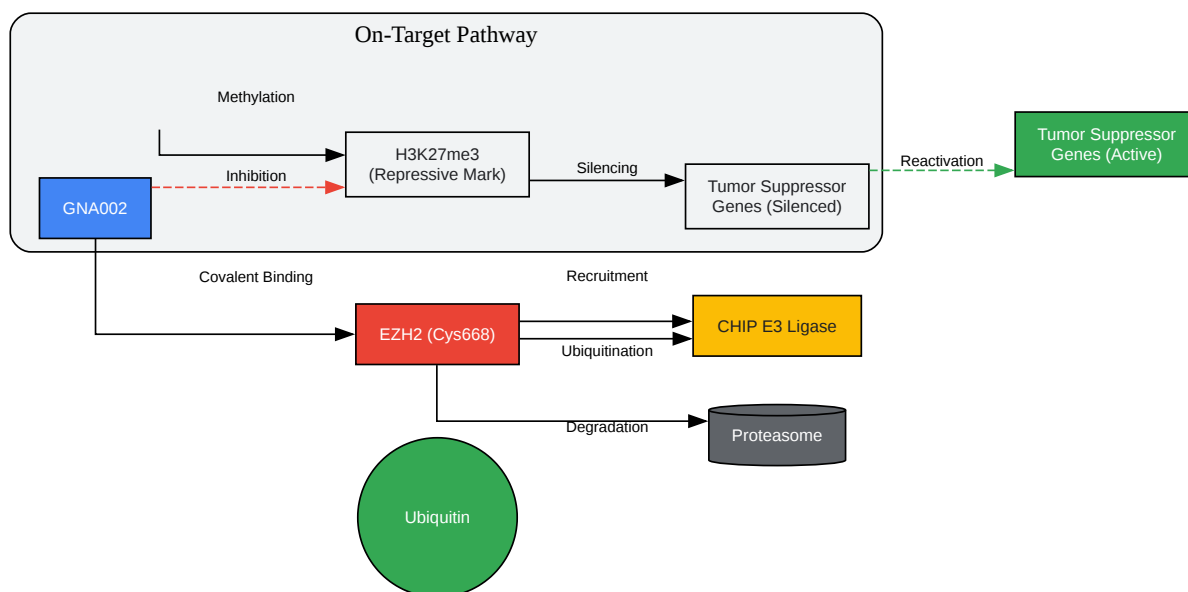 On-Target Pathway
Methylation
H3K27me3
(Repressive Mark)
Inhibition
GNA002
Silencing
Tumor Suppressor
Genes (Silenced)
Reactivation
Tumor Suppressor
Genes (Active)
Covalent Binding
Recruitment
EZH2 (Cys668)
CHIP E3 Ligase
Ubiquitination
Degradation
Proteasome
Ubiquitin